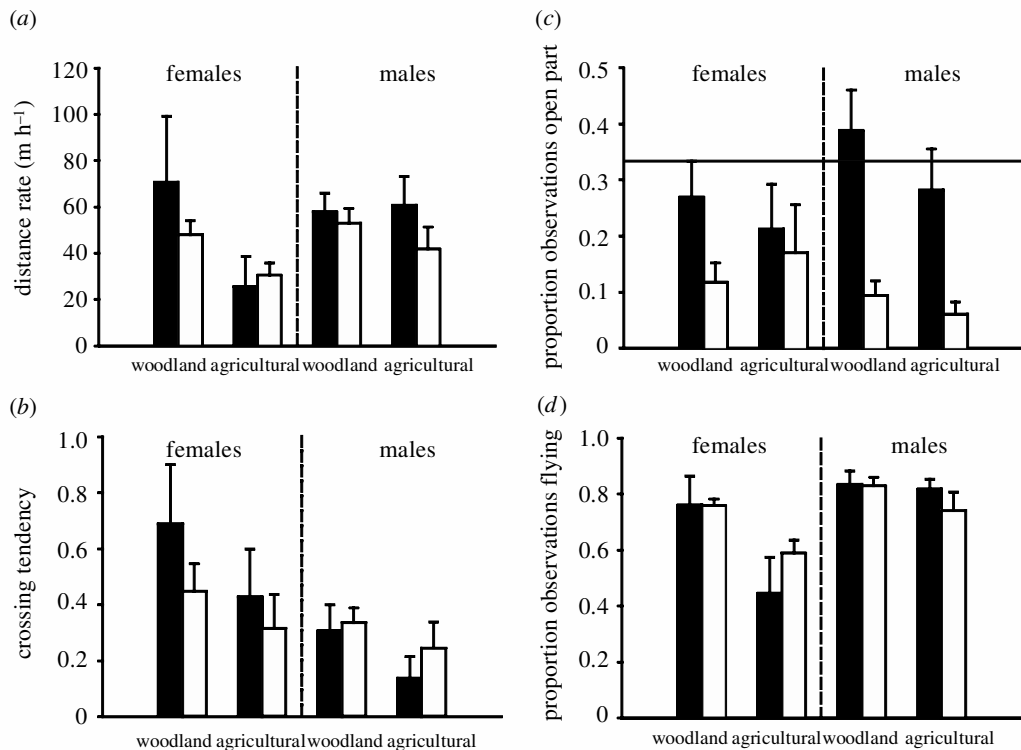 (a)
120
100
80
60
40
20
0
distance rate (m h⁻¹)
females
males
woodland agricultural woodland agricultural
(b)
1.0
0.8
0.6
0.4
0.2
0
crossing tendency
females
males
woodland agricultural woodland agricultural
(c)
0.5
0.4
0.3
0.2
0.1
0
proportion observations open part
females
males
woodland agricultural woodland agricultural
(d)
1.0
0.8
0.6
0.4
0.2
0
proportion observations flying
females
males
woodland agricultural woodland agricultural